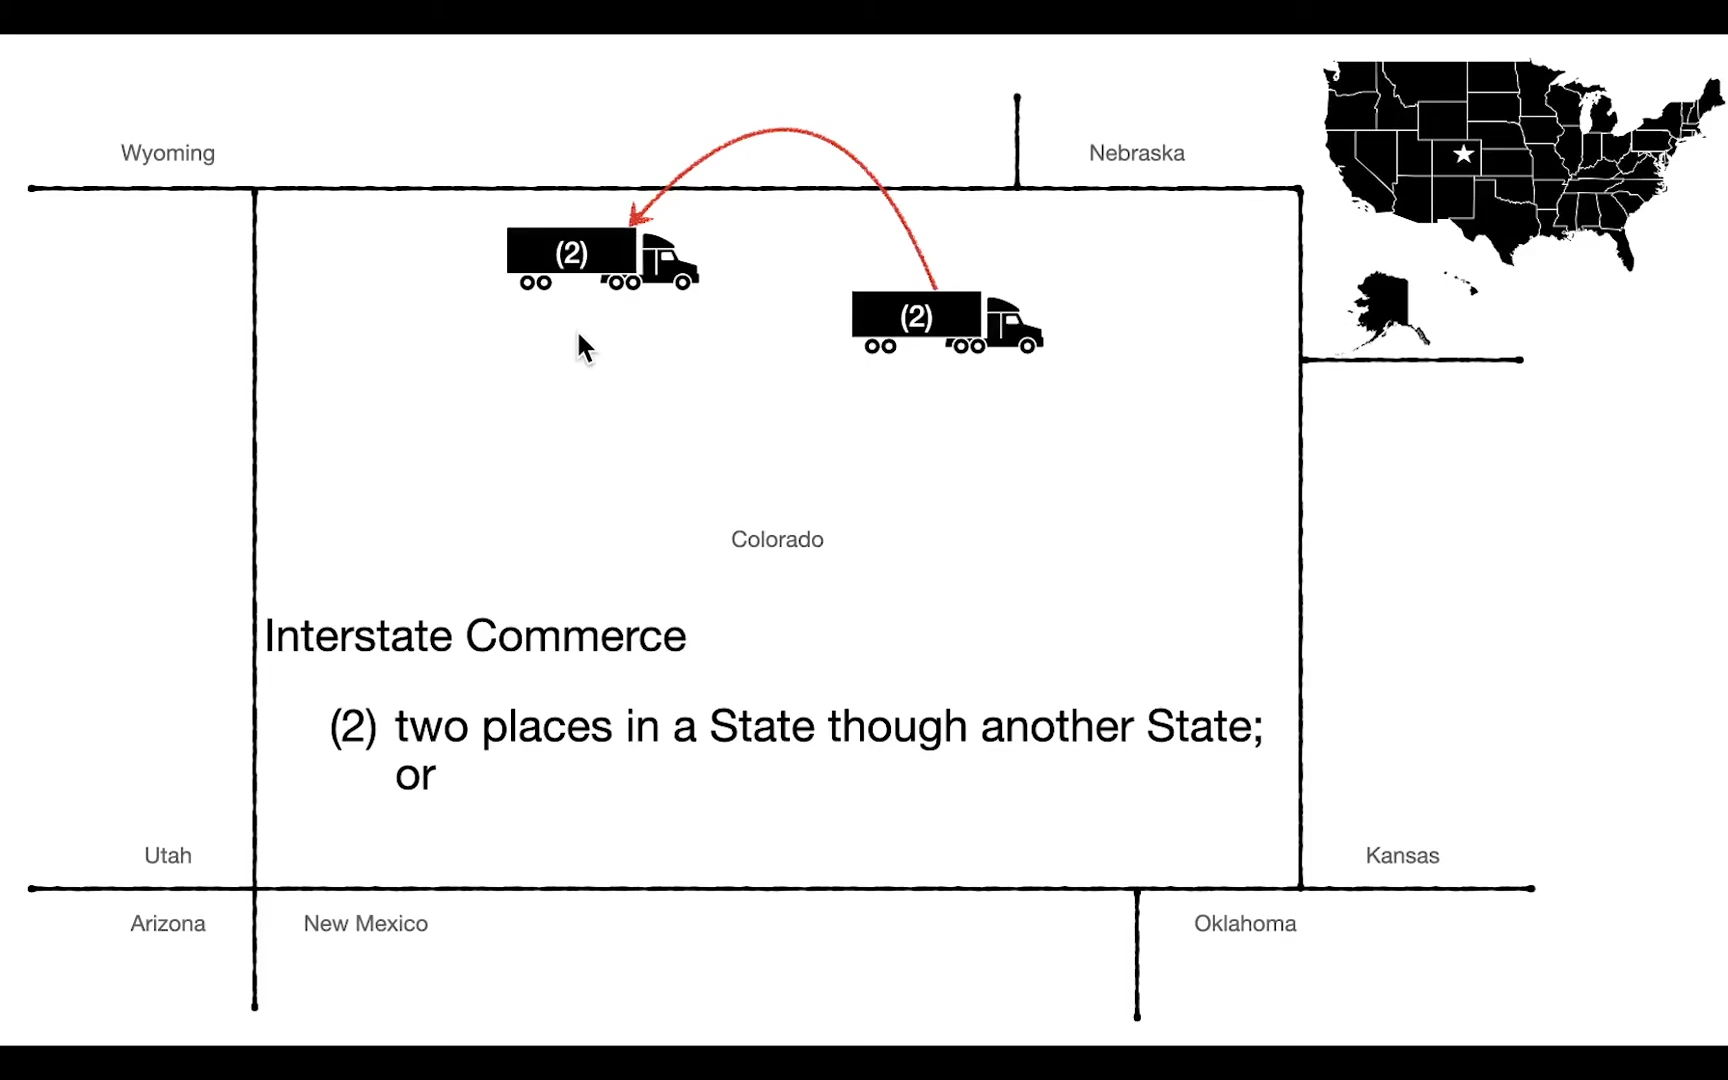 Wyoming
Nebraska
(2)
(2)
Colorado
Interstate Commerce
(2) two places in a State though another State;
or
Utah
Kansas
Arizona
New Mexico
Oklahoma